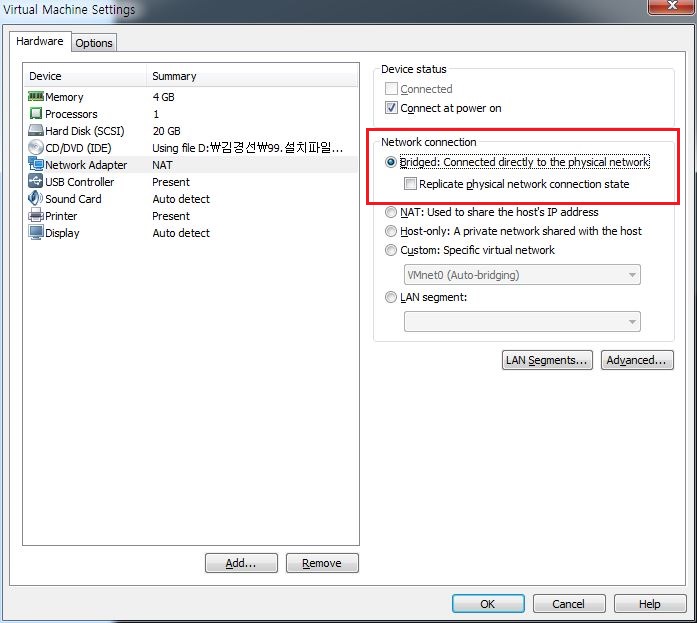 Virtual Machine Settings
Hardware Options
Device Summary
Memory 4 GB
Processors 1
Hard Disk (SCSI) 20 GB
CD/DVD (IDE) Using file D:₩김경선₩99.설치파일...
Network Adapter NAT
USB Controller Present
Sound Card Auto detect
Printer Present
Display Auto detect
Add... Remove
Device status
Connected
Connect at power on
Network connection
Bridged: Connected directly to the physical network
Replicate physical network connection state
NAT: Used to share the host's IP address
Host-only: A private network shared with the host
Custom: Specific virtual network
VMnet0 (Auto-bridging)
LAN segment:
LAN Segments... Advanced...
OK Cancel Help